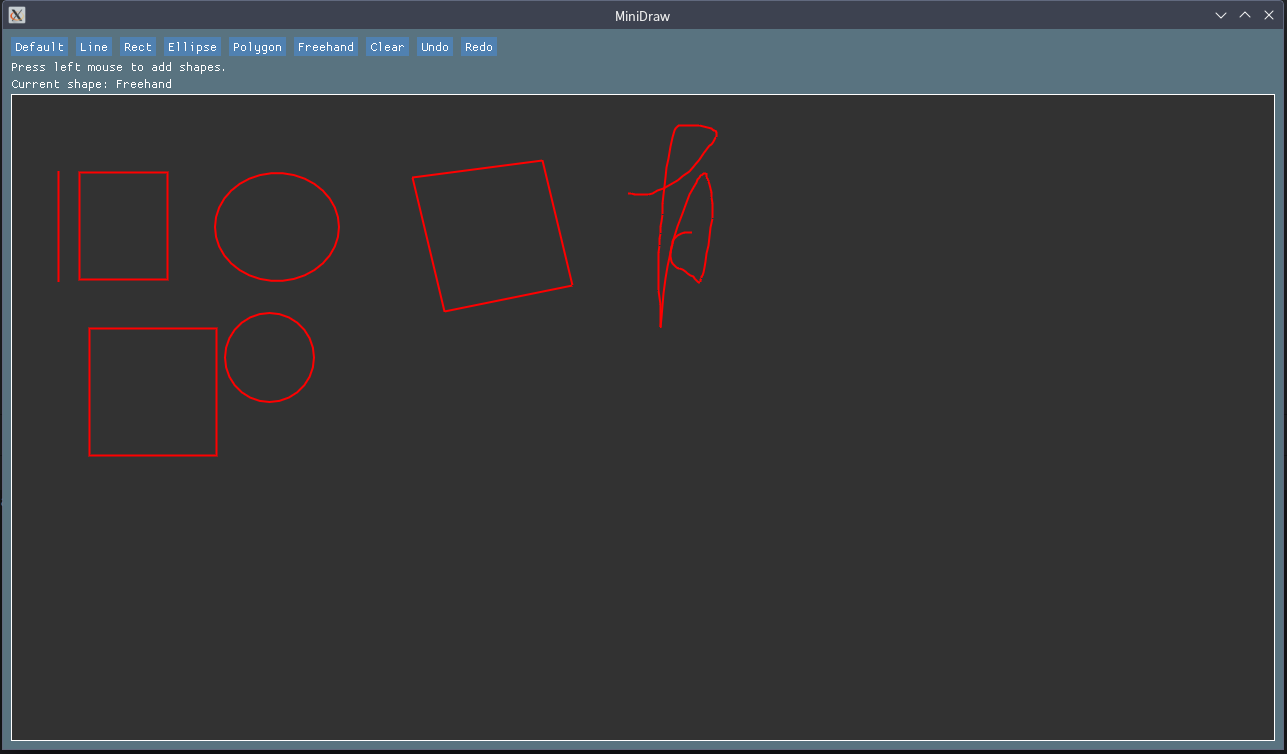 MiniDraw
Default Line Rect Ellipse Polygon Freehand Clear Undo Redo
Press left mouse to add shapes.
Current shape: Freehand